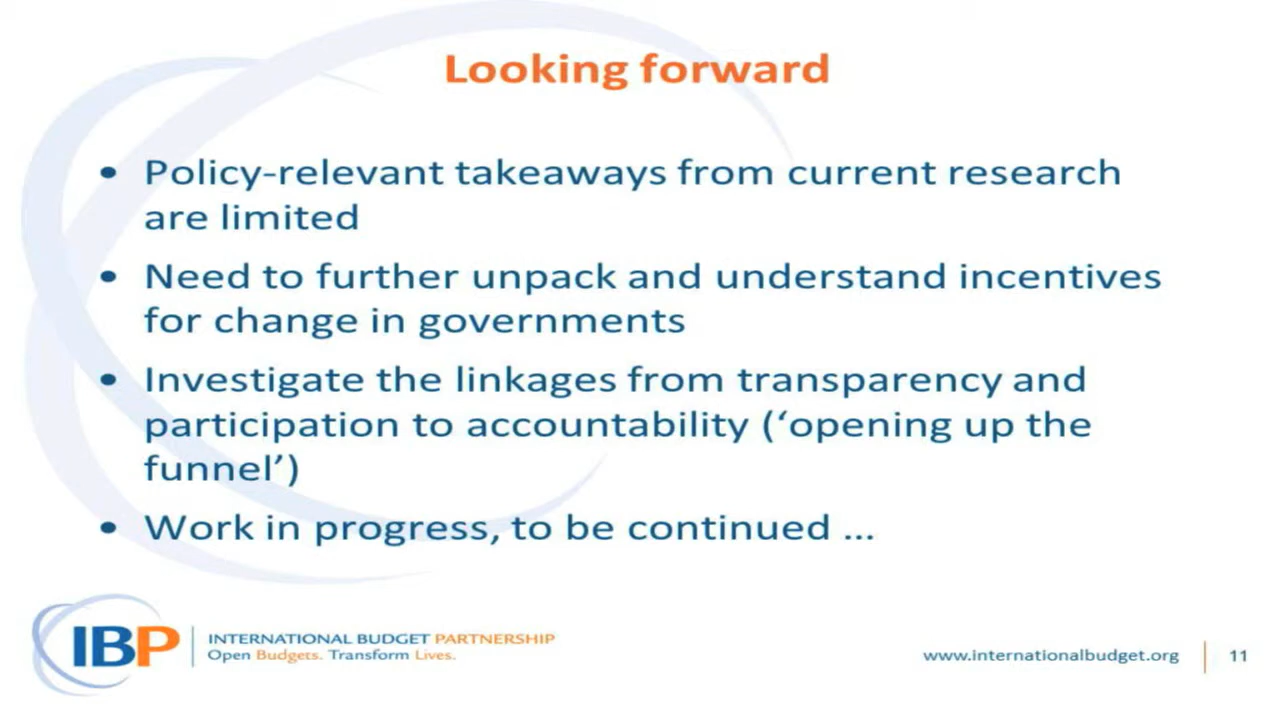 Looking forward
• Policy-relevant takeaways from current research
are limited
• Need to further unpack and understand incentives
for change in governments
• Investigate the linkages from transparency and
participation to accountability (‘opening up the
funnel’)
• Work in progress, to be continued ...
IBP
INTERNATIONAL BUDGET PARTNERSHIP
Open Budgets. Transform Lives.
www.internationalbudget.org
11